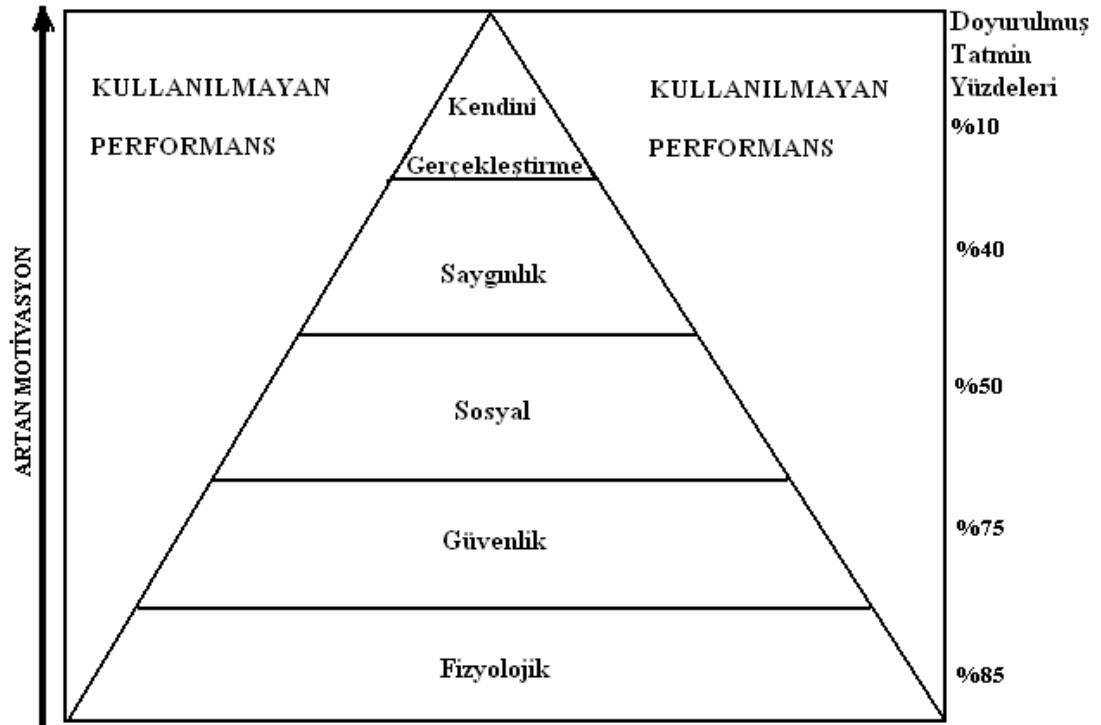 Doyurulmuş
Tatmin
Yüzdeleri
KULLANILMAYAN
PERFORMANS
KULLANILMAYAN
PERFORMANS
Kendini
Gerçekleştirme
%10
Saygınlık
%40
Sosyal
%50
Güvenlik
%75
Fizyolojik
%85
ARTAN MOTİVASYON